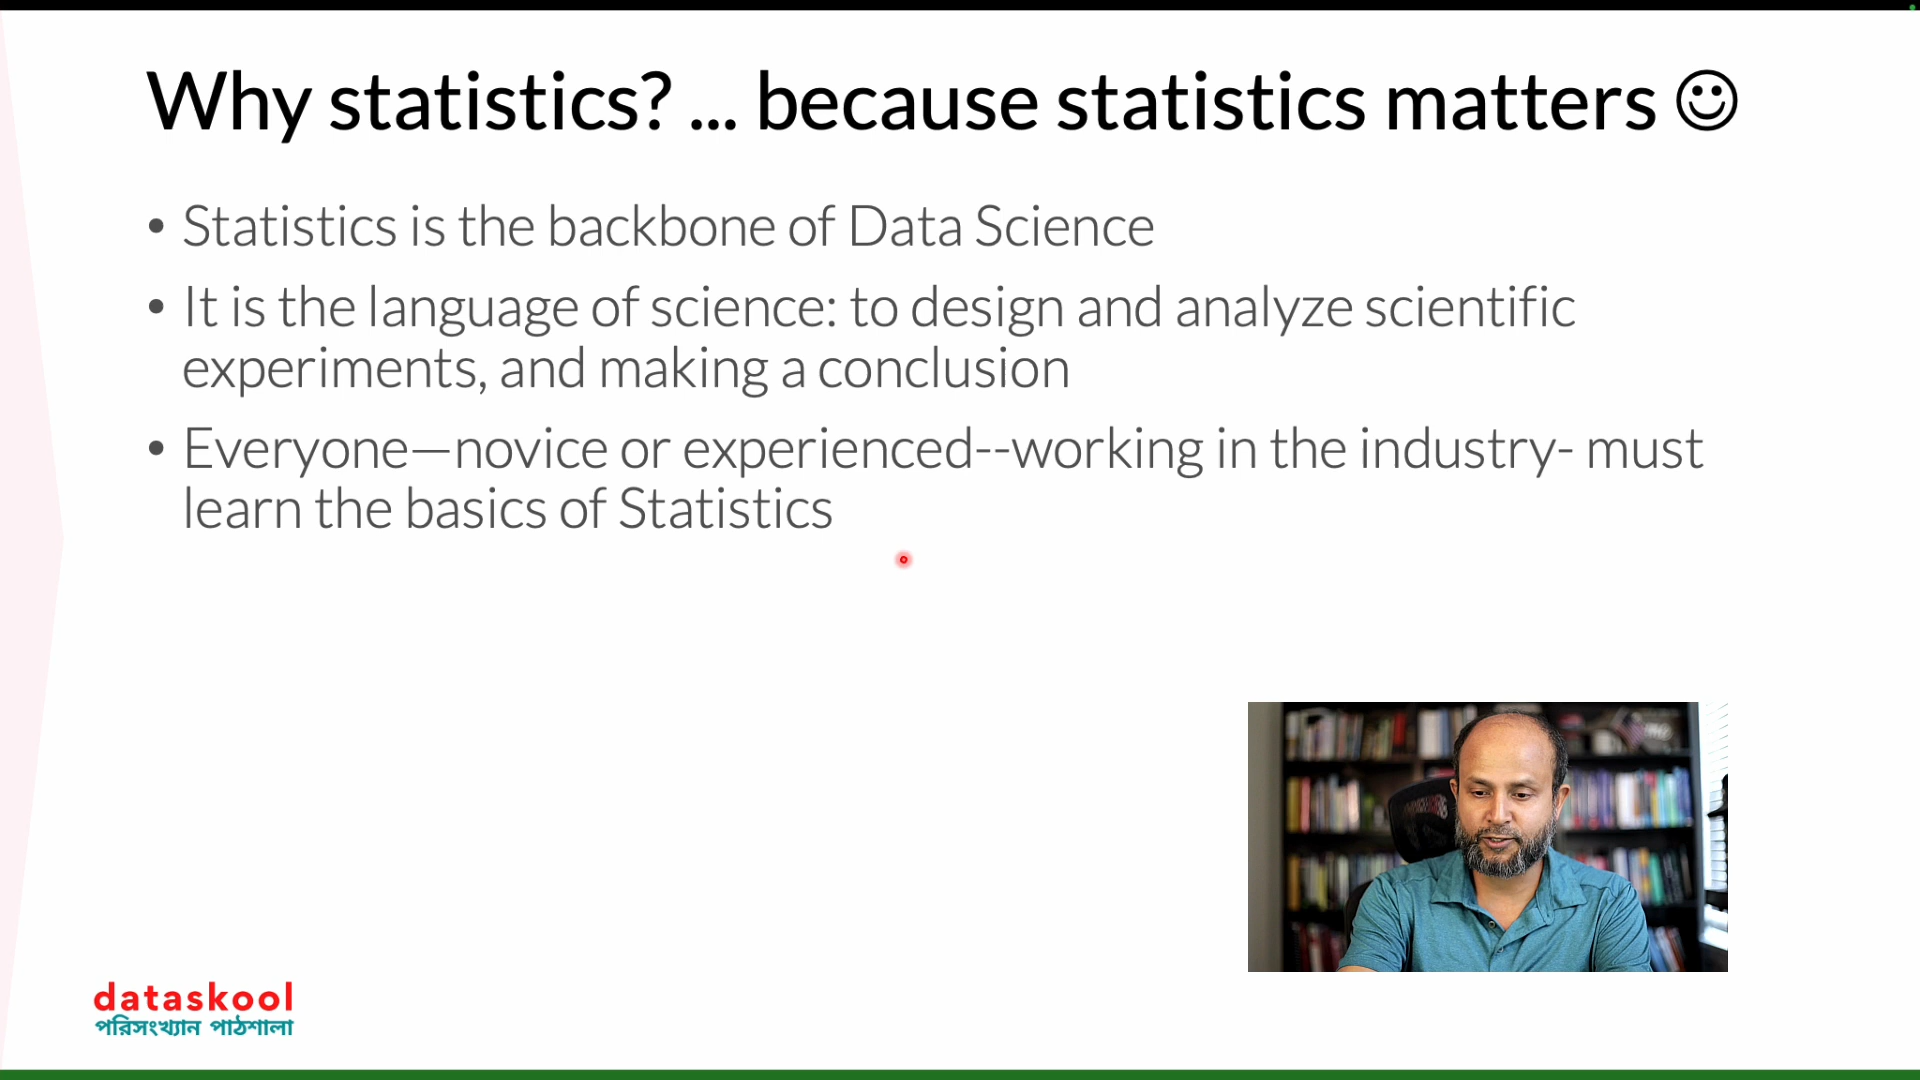 Why statistics? ... because statistics matters ☺
• Statistics is the backbone of Data Science
• It is the language of science: to design and analyze scientific
experiments, and making a conclusion
• Everyone—novice or experienced--working in the industry- must
learn the basics of Statistics
dataskool
পরিসংখ্যান পাঠশালা